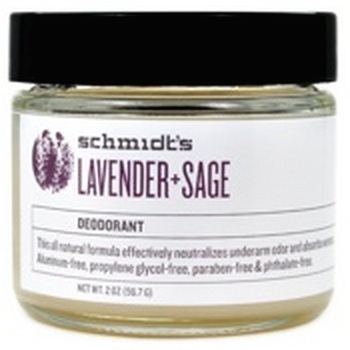 schmidt's
LAVENDER+SAGE
DEODORANT
This all natural formula effectively neutralizes underarm odor and absorbs
Aluminum-free, propylene glycol-free, paraben-free & phthalate-free.
NET WT. 2 OZ (56.7 G)